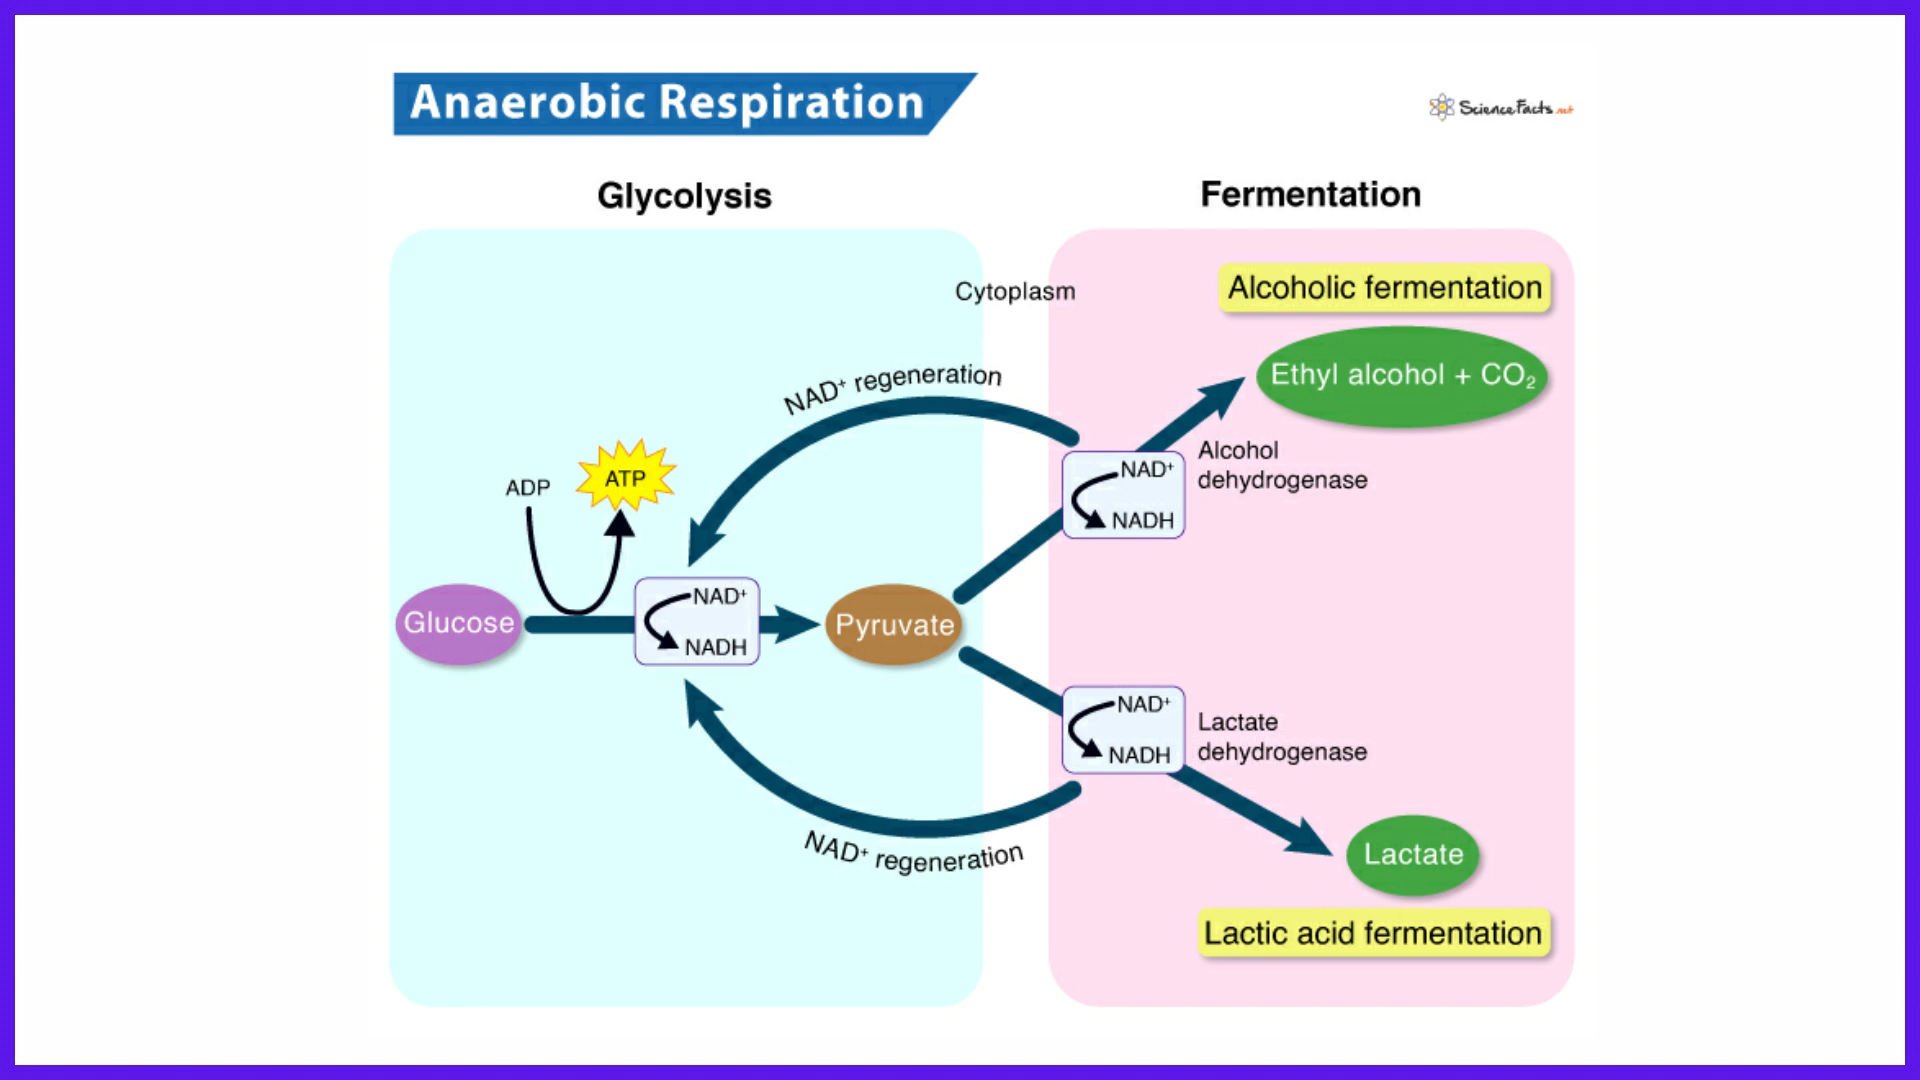 Anaerobic Respiration
ScienceFacts.net
Glycolysis
Fermentation
Cytoplasm
Alcoholic fermentation
Ethyl alcohol + CO₂
NAD⁺ regeneration
Alcohol
dehydrogenase
NAD⁺
NADH
ADP
ATP
Glucose
NAD⁺
NADH
Pyruvate
NAD⁺
NADH
Lactate
dehydrogenase
NAD⁺ regeneration
Lactate
Lactic acid fermentation